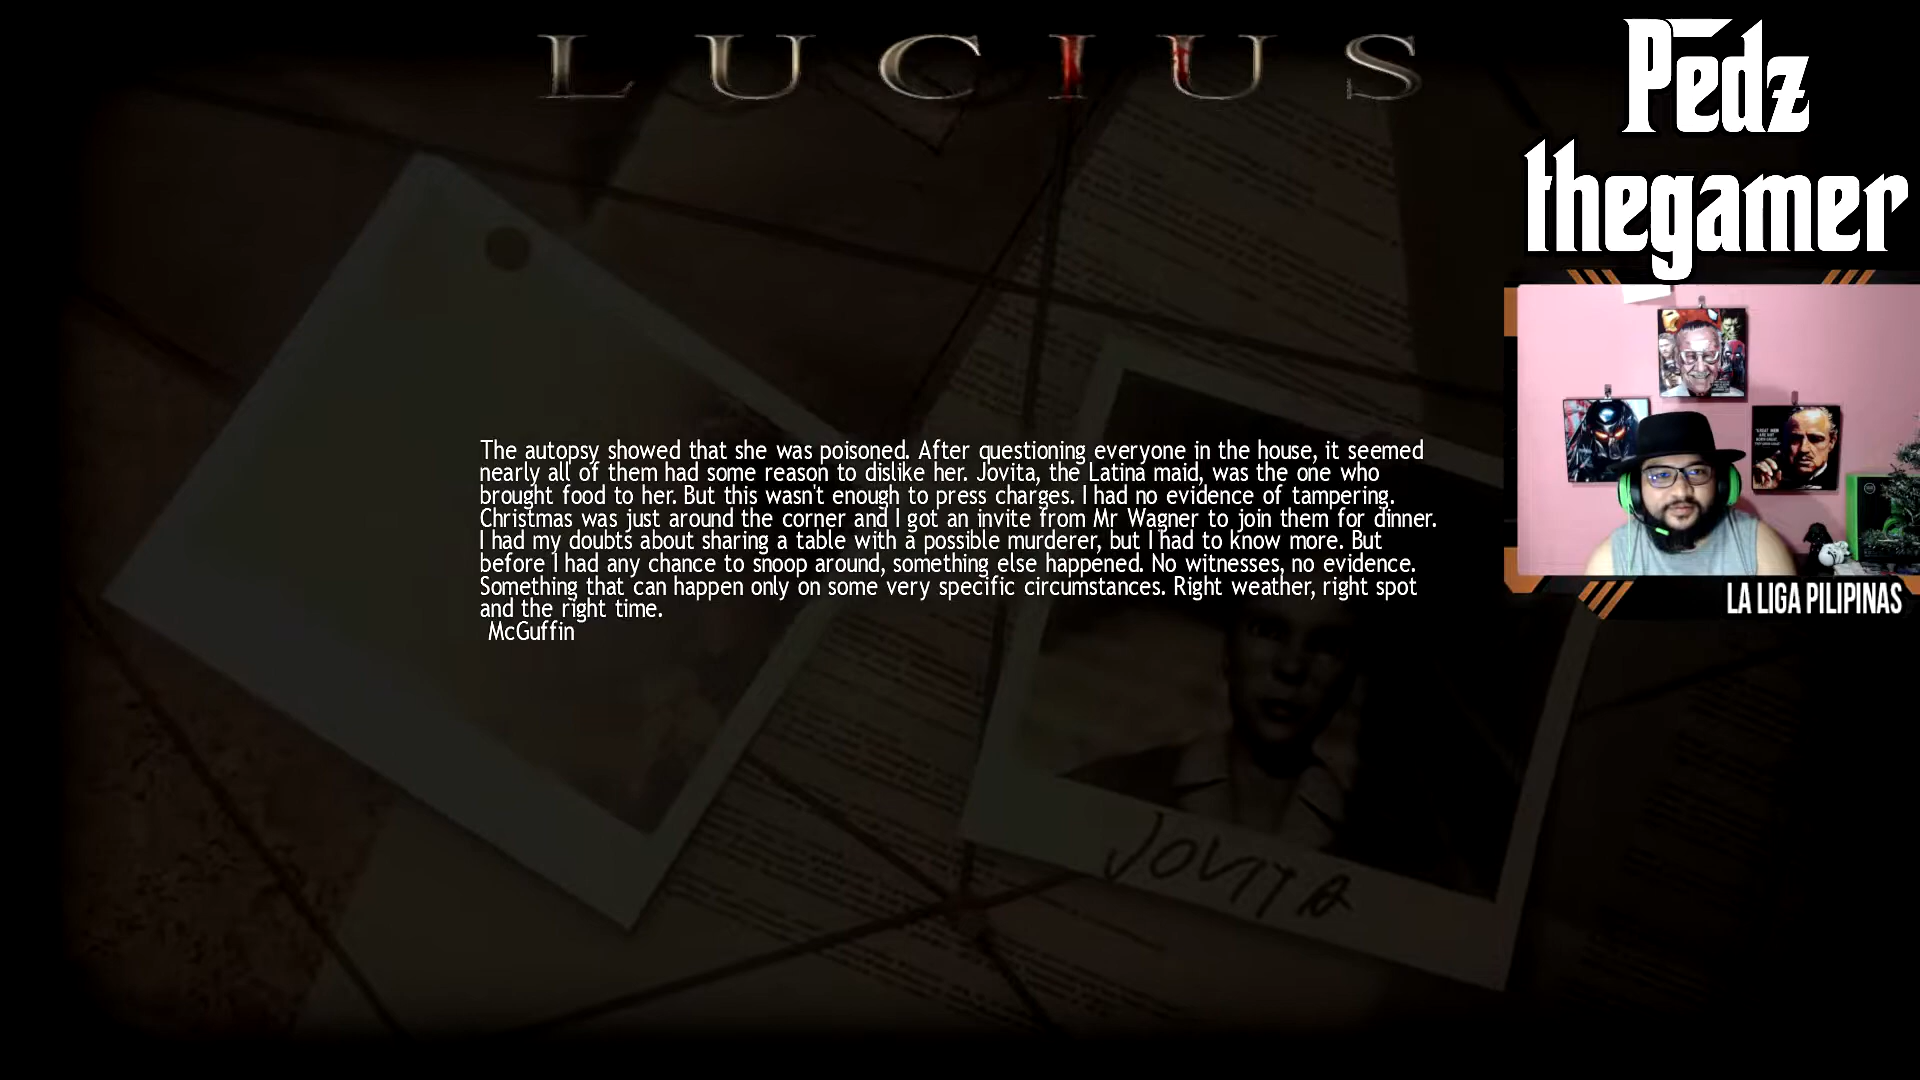 LUCIUS
Pedz
thegamer
The autopsy showed that she was poisoned. After questioning everyone in the house, it seemed
nearly all of them had some reason to dislike her. Jovita, the Latina maid, was the one who
brought food to her. But this wasn't enough to press charges. I had no evidence of tampering.
Christmas was just around the corner and I got an invite from Mr Wagner to join them for dinner.
I had my doubts about sharing a table with a possible murderer, but I had to know more. But
before I had any chance to snoop around, something else happened. No witnesses, no evidence.
Something that can happen only on some very specific circumstances. Right weather, right spot
and the right time.
McGuffin
LA LIGA PILIPINAS
JOVITA